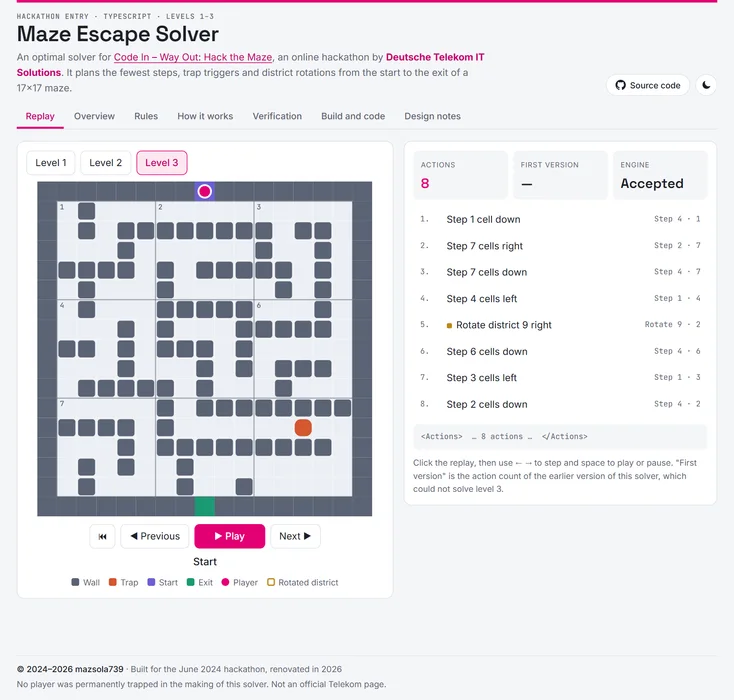 HACKATHON ENTRY · TYPESCRIPT · LEVELS 1–3
Maze Escape Solver
An optimal solver for Code In – Way Out: Hack the Maze, an online hackathon by Deutsche Telekom IT
Solutions. It plans the fewest steps, trap triggers and district rotations from the start to the exit of a
17×17 maze.
Source code
Replay
Overview
Rules
How it works
Verification
Build and code
Design notes
Level 1
Level 2
Level 3
1
2
3
4
6
7
◀ Previous
▶ Play
Next ▶
Start
Wall
Trap
Start
Exit
Player
Rotated district
ACTIONS
8
FIRST VERSION
—
ENGINE
Accepted
1. Step 1 cell down Step 4 · 1
2. Step 7 cells right Step 2 · 7
3. Step 7 cells down Step 4 · 7
4. Step 4 cells left Step 1 · 4
5. Rotate district 9 right Rotate 9 · 2
6. Step 6 cells down Step 4 · 6
7. Step 3 cells left Step 1 · 3
8. Step 2 cells down Step 4 · 2
<Actions> … 8 actions … </Actions>
Click the replay, then use ← → to step and space to play or pause. "First
version" is the action count of the earlier version of this solver, which
could not solve level 3.
© 2024–2026 mazsola739 · Built for the June 2024 hackathon, renovated in 2026
No player was permanently trapped in the making of this solver. Not an official Telekom page.